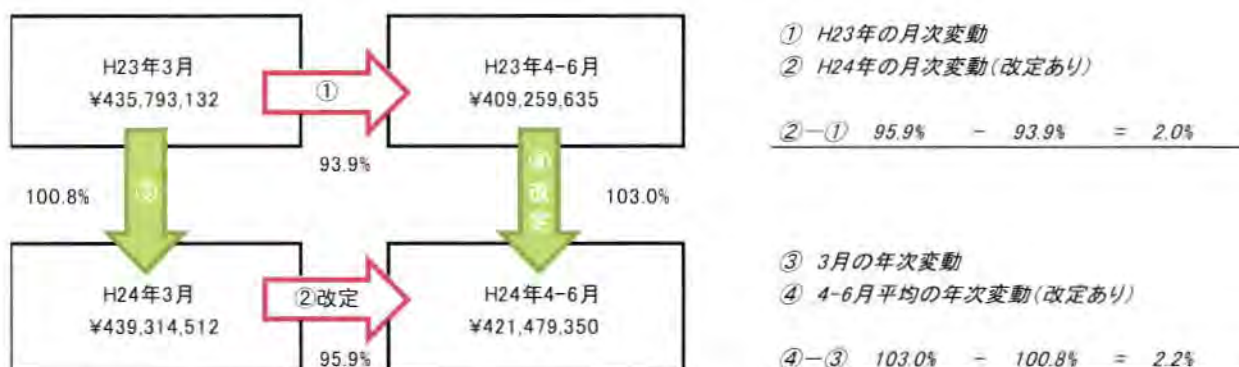 H23年3月
¥435,793,132
①
H23年4-6月
¥409,259,635
93.9%
100.8%
③
④改定
103.0%
H24年3月
¥439,314,512
②改定
H24年4-6月
¥421,479,350
95.9%
① H23年の月次変動
② H24年の月次変動(改定あり)
②-① 95.9% - 93.9% = 2.0%
③ 3月の年次変動
④ 4-6月平均の年次変動(改定あり)
④-③ 103.0% - 100.8% = 2.2%